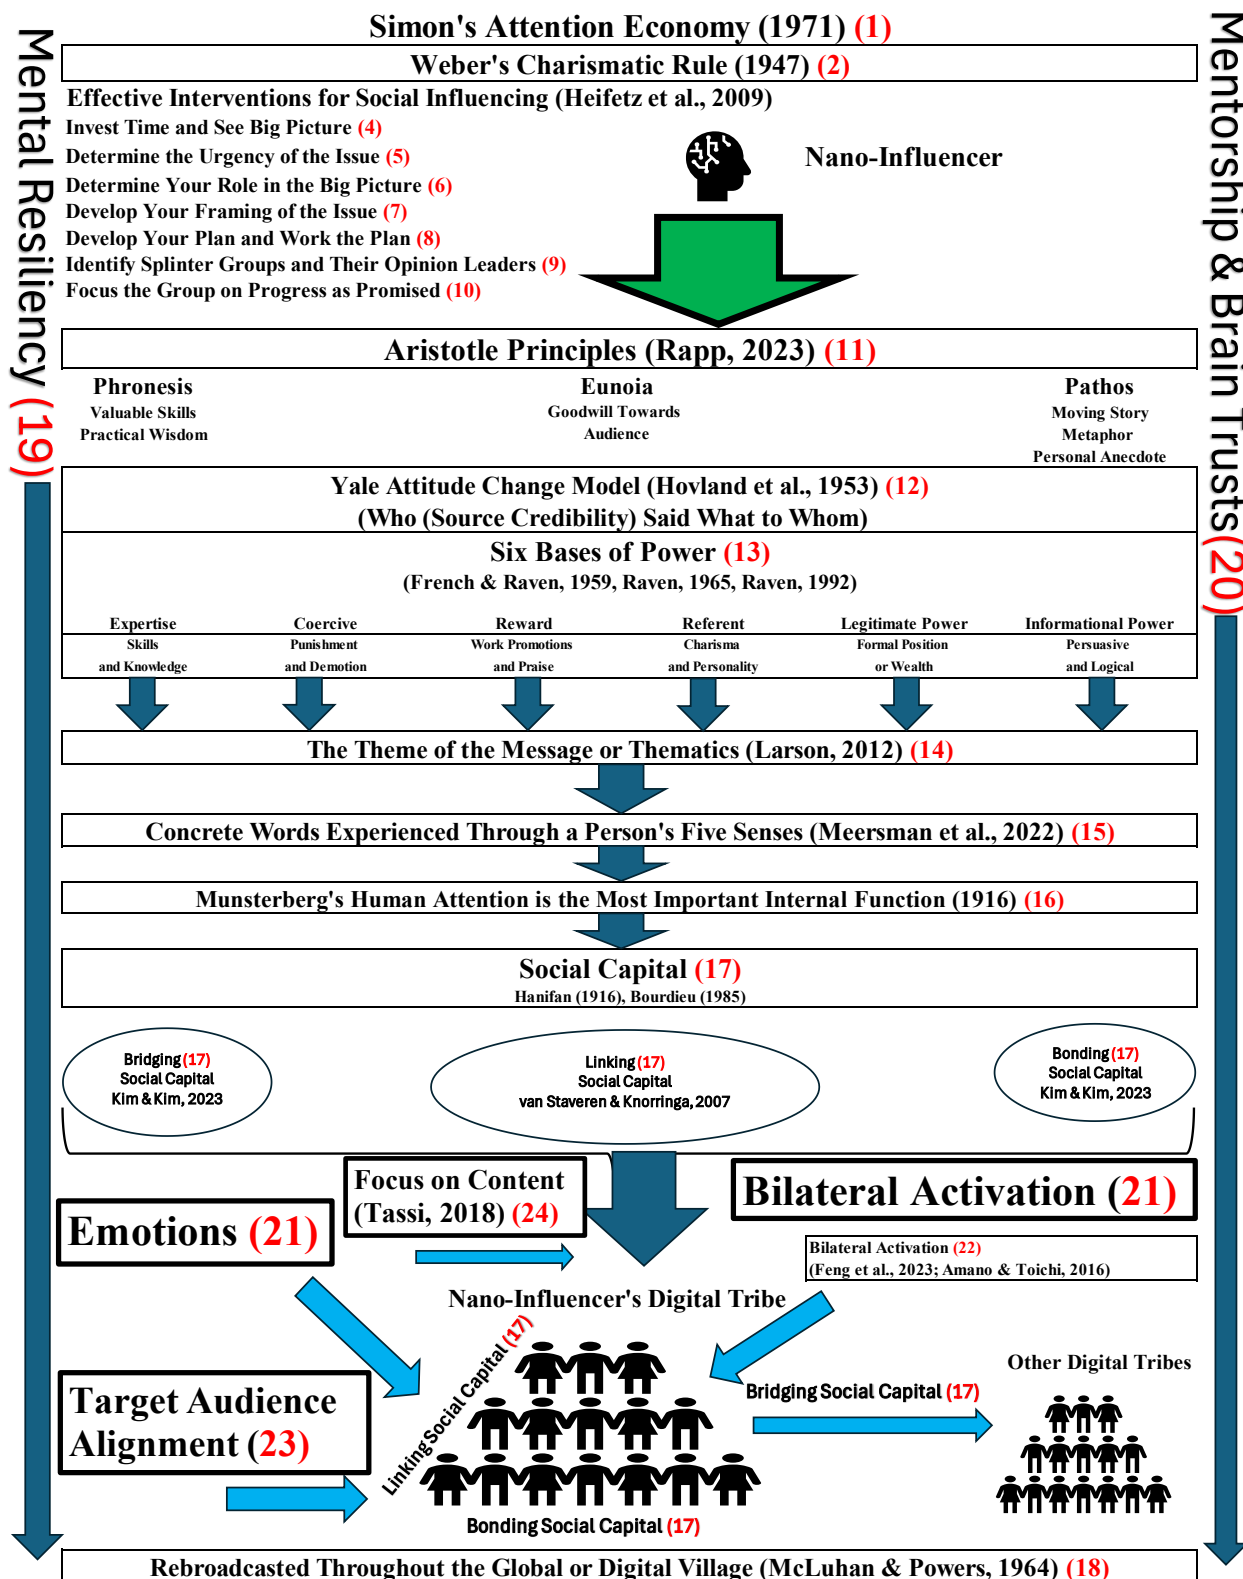 Simon's Attention Economy (1971) (1)
Weber's Charismatic Rule (1947) (2)
Effective Interventions for Social Influencing (Heifetz et al., 2009)
Invest Time and See Big Picture (4)
Determine the Urgency of the Issue (5)
Determine Your Role in the Big Picture (6)
Develop Your Framing of the Issue (7)
Develop Your Plan and Work the Plan (8)
Identify Splinter Groups and Their Opinion Leaders (9)
Focus the Group on Progress as Promised (10)
Nano-Influencer
Mental Resiliency (19)
Mentorship & Brain Trusts(20)
Aristotle Principles (Rapp, 2023) (11)
Phronesis
Valuable Skills
Practical Wisdom
Eunoia
Goodwill Towards
Audience
Pathos
Moving Story
Metaphor
Personal Anecdote
Yale Attitude Change Model (Hovland et al., 1953) (12)
(Who (Source Credibility) Said What to Whom)
Six Bases of Power (13)
(French & Raven, 1959, Raven, 1965, Raven, 1992)
Expertise
Skills
and Knowledge
Coercive
Punishment
and Demotion
Reward
Work Promotions
and Praise
Referent
Charisma
and Personality
Legitimate Power
Formal Position
or Wealth
Informational Power
Persuasive
and Logical
The Theme of the Message or Thematics (Larson, 2012) (14)
Concrete Words Experienced Through a Person's Five Senses (Meersman et al., 2022) (15)
Munsterberg's Human Attention is the Most Important Internal Function (1916) (16)
Social Capital (17)
Hanifan (1916), Bourdieu (1985)
Bridging (17)
Social Capital
Kim & Kim, 2023
Linking (17)
Social Capital
van Staveren & Knorringa, 2007
Bonding (17)
Social Capital
Kim & Kim, 2023
Focus on Content
(Tassi, 2018) (24)
Bilateral Activation (21)
Emotions (21)
Bilateral Activation (22)
(Feng et al., 2023; Amano & Toichi, 2016)
Nano-Influencer's Digital Tribe
Linking Social Capital (17)
Other Digital Tribes
Target Audience
Alignment (23)
Bridging Social Capital (17)
Bonding Social Capital (17)
Rebroadcasted Throughout the Global or Digital Village (McLuhan & Powers, 1964) (18)